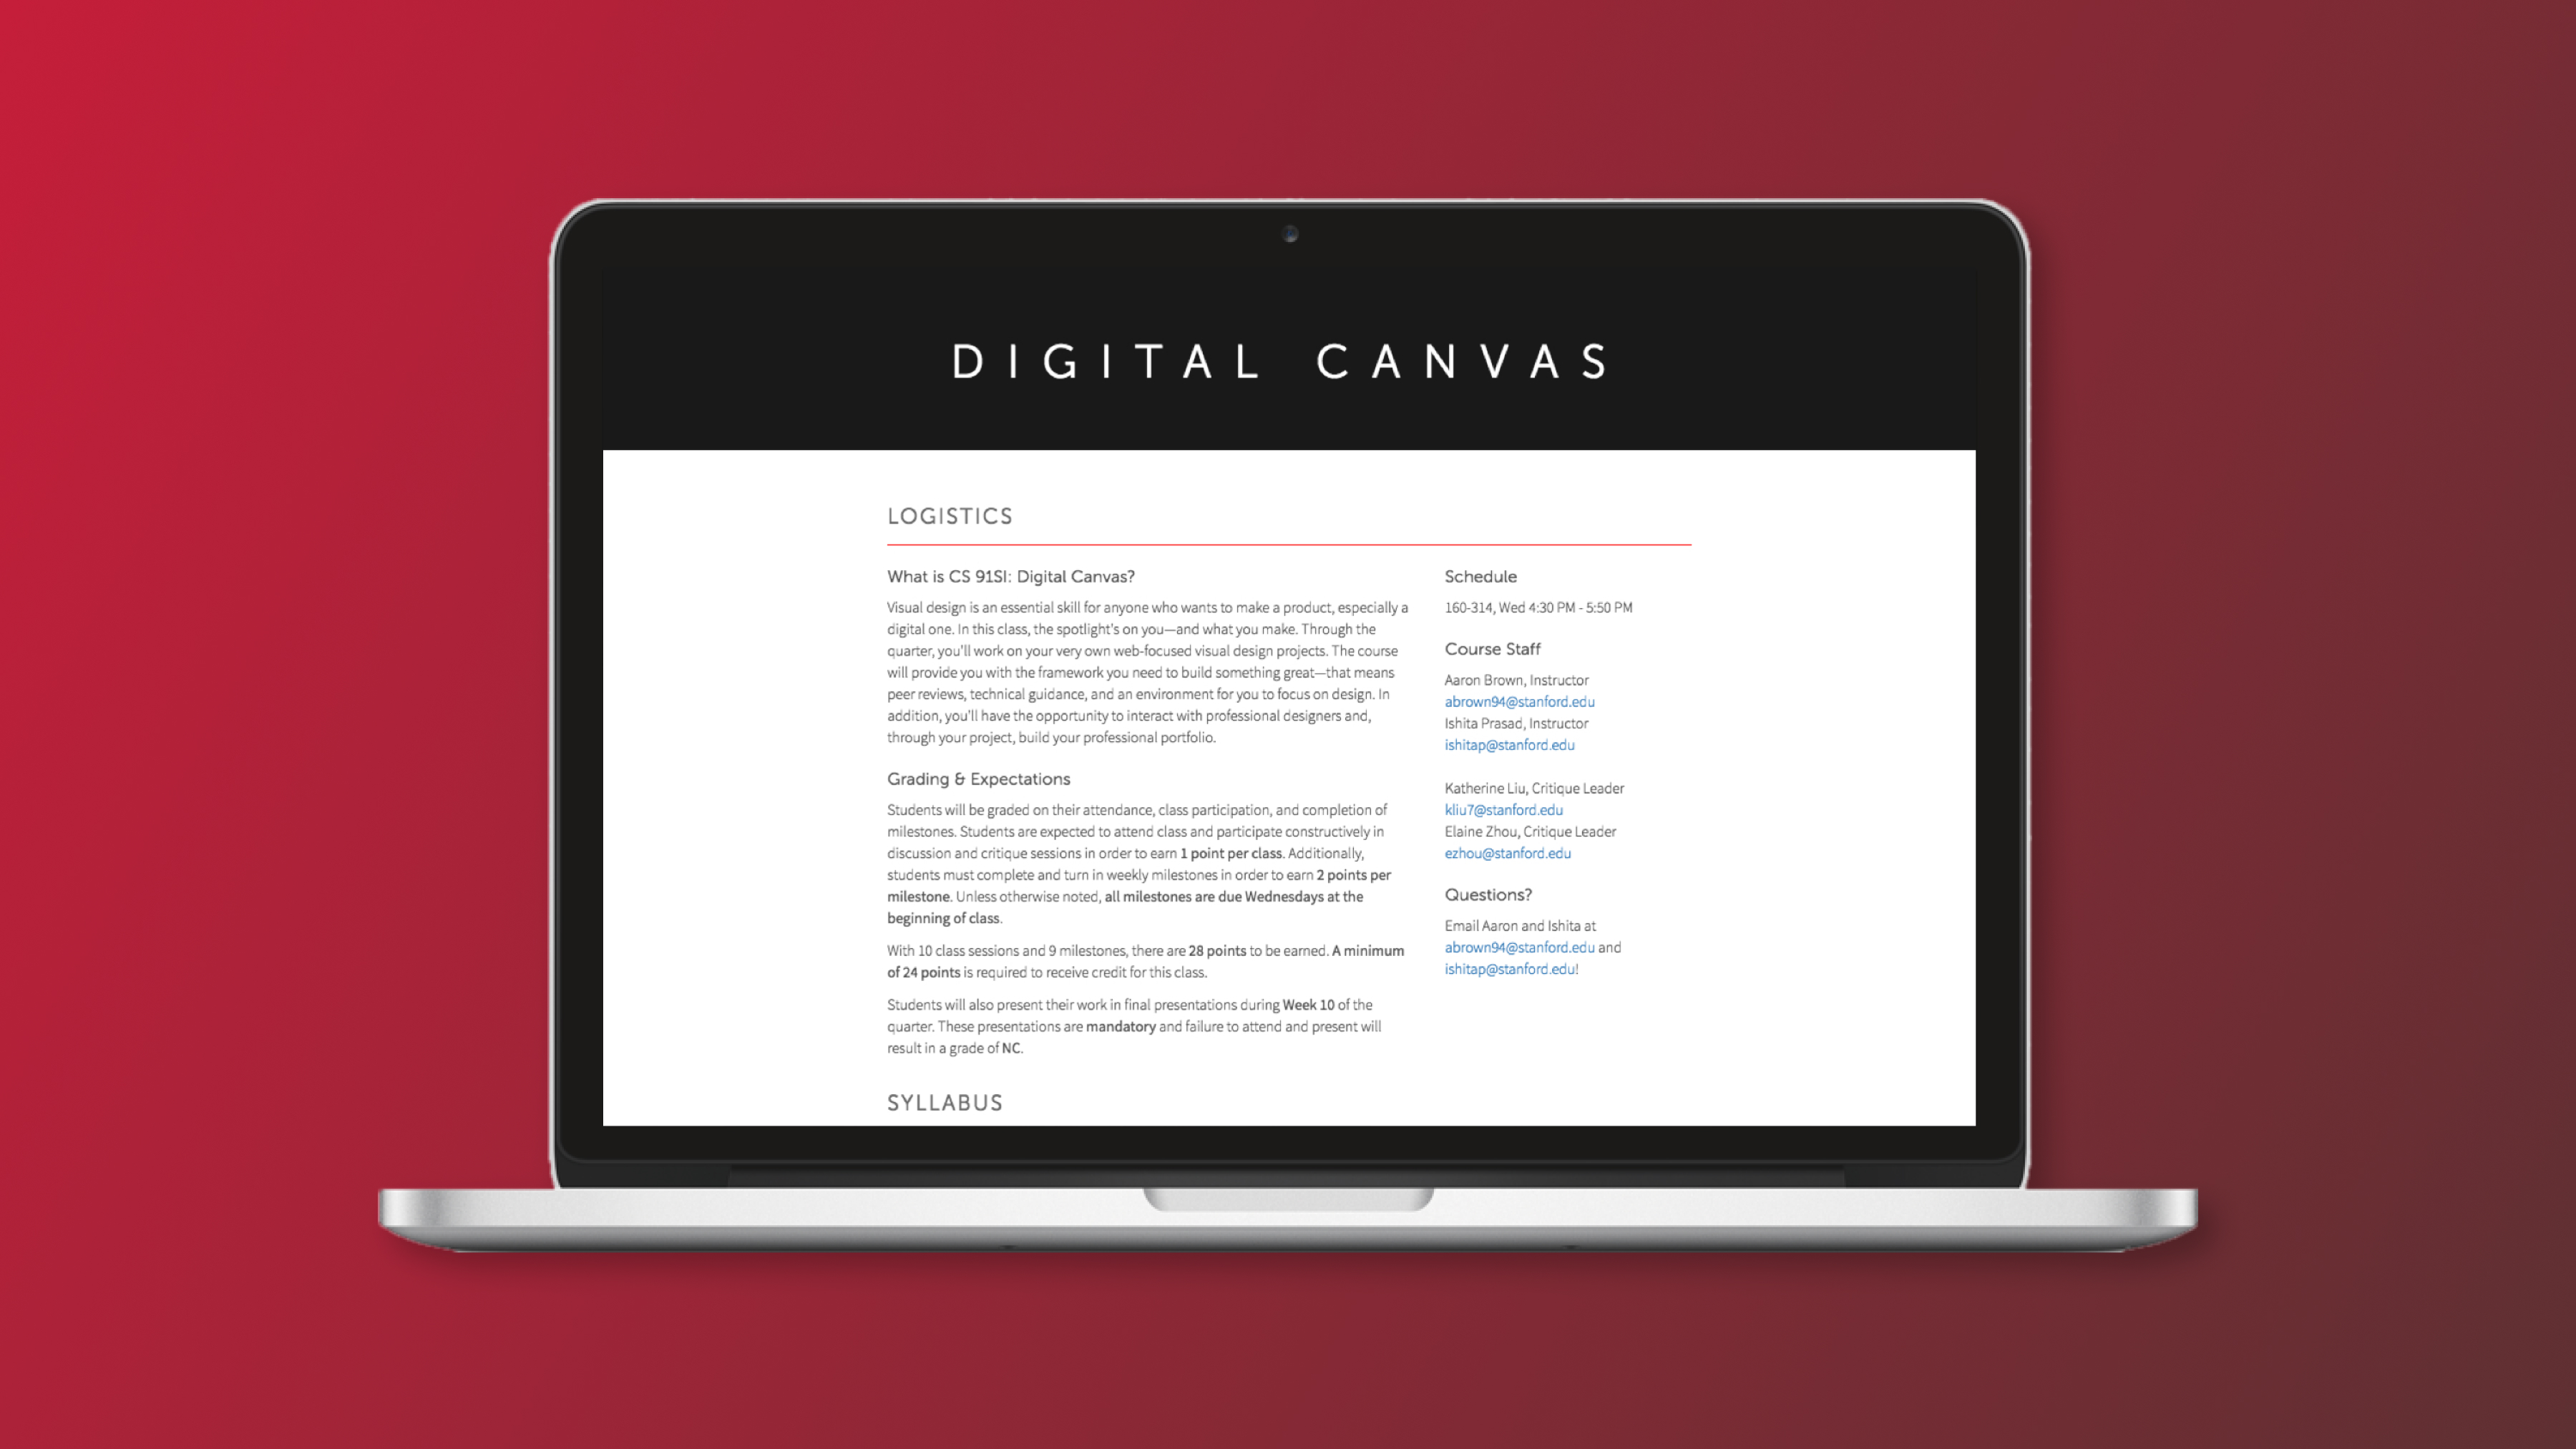 DIGITAL CANVAS
LOGISTICS
What is CS 91SI: Digital Canvas?
Visual design is an essential skill for anyone who wants to make a product, especially a
digital one. In this class, the spotlight's on you—and what you make. Through the
quarter, you'll work on your very own web-focused visual design projects. The course
will provide you with the framework you need to build something great—that means
peer reviews, technical guidance, and an environment for you to focus on design. In
addition, you'll have the opportunity to interact with professional designers and,
through your project, build your professional portfolio.
Grading & Expectations
Students will be graded on their attendance, class participation, and completion of
milestones. Students are expected to attend class and participate constructively in
discussion and critique sessions in order to earn 1 point per class. Additionally,
students must complete and turn in weekly milestones in order to earn 2 points per
milestone. Unless otherwise noted, all milestones are due Wednesdays at the
beginning of class.
With 10 class sessions and 9 milestones, there are 28 points to be earned. A minimum
of 24 points is required to receive credit for this class.
Students will also present their work in final presentations during Week 10 of the
quarter. These presentations are mandatory and failure to attend and present will
result in a grade of NC.
Schedule
160-314, Wed 4:30 PM - 5:50 PM
Course Staff
Aaron Brown, Instructor
abrown94@stanford.edu
Ishita Prasad, Instructor
ishitap@stanford.edu
Katherine Liu, Critique Leader
kliu7@stanford.edu
Elaine Zhou, Critique Leader
ezhou@stanford.edu
Questions?
Email Aaron and Ishita at
abrown94@stanford.edu and
ishitap@stanford.edu!
SYLLABUS